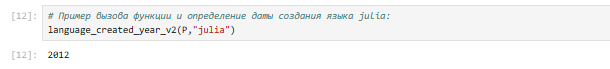 [12]: # Пример вызова функции и определение даты создания языка julia:
language_created_year_v2(P,"julia")
[12]: 2012